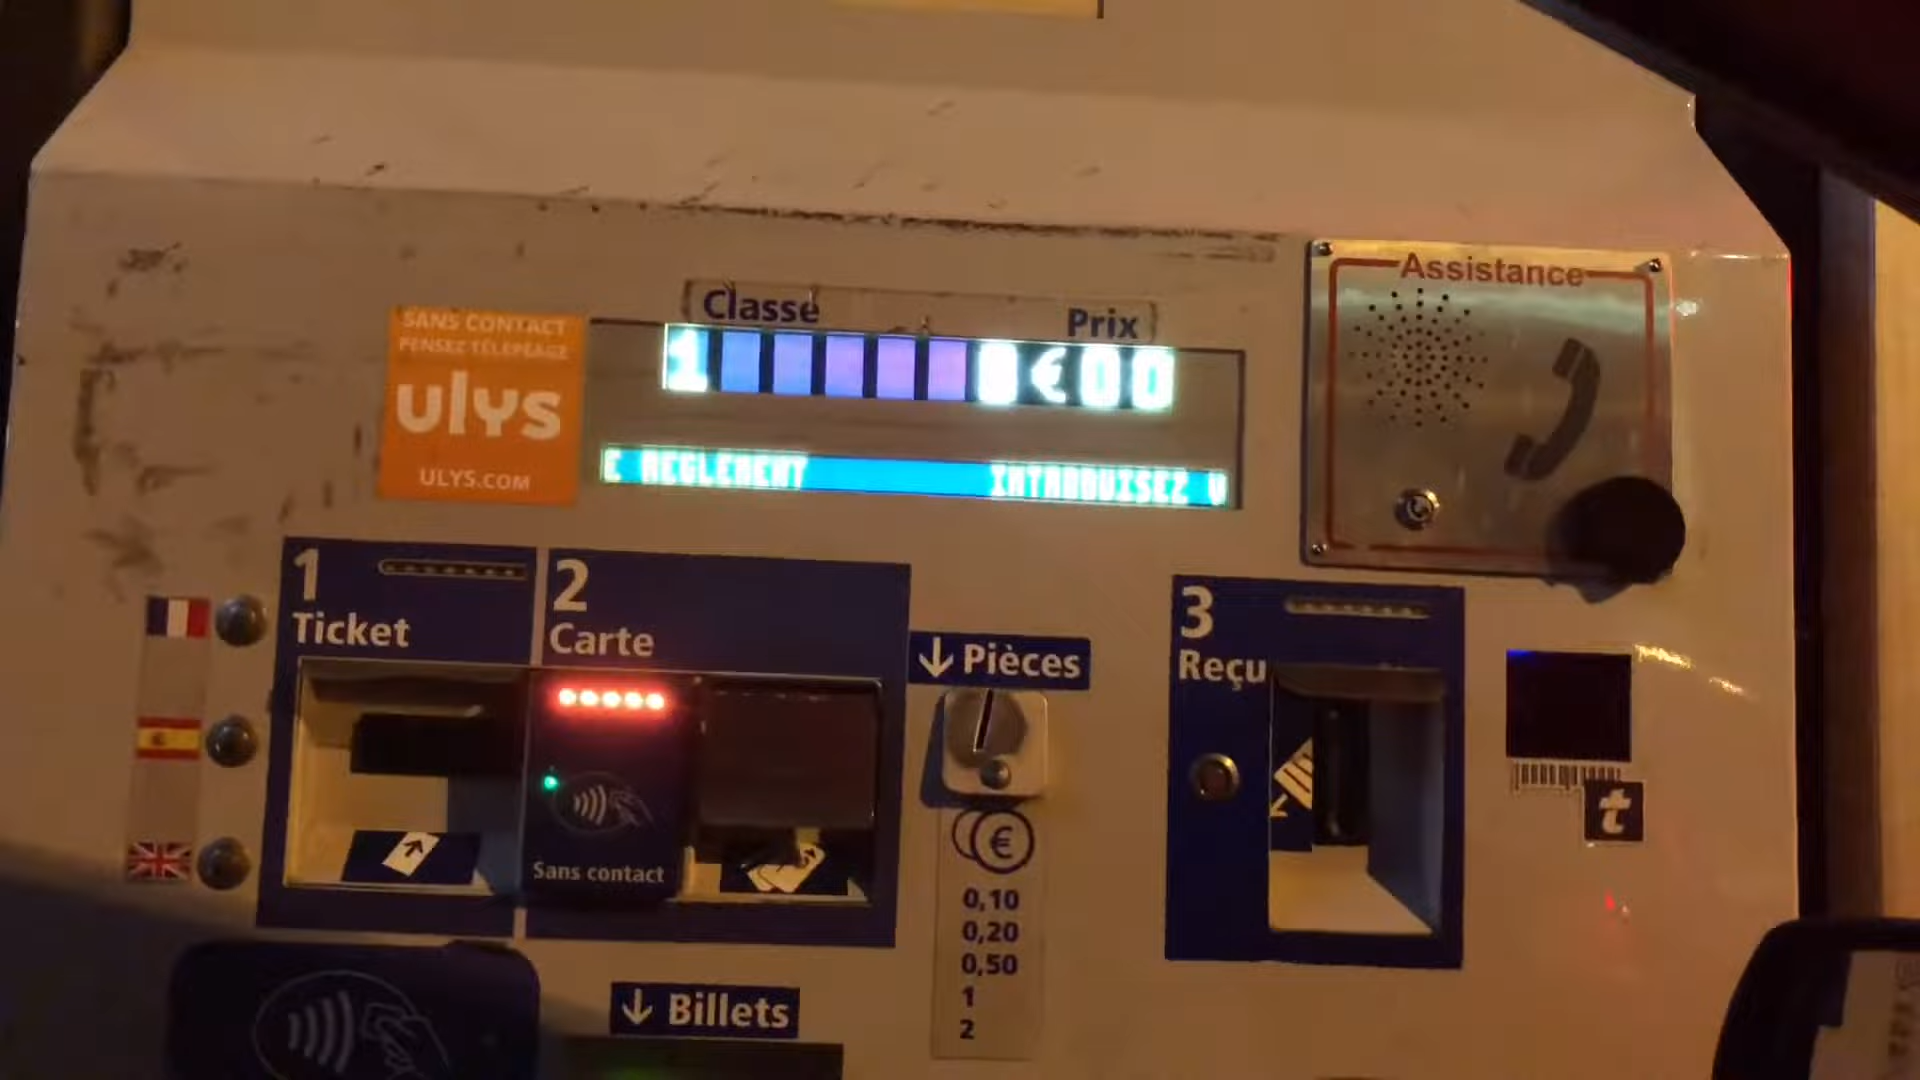 Assistance
Classe Prix
1 8€00
SANS CONTACT
PENSEZ TÉLÉPÉAGE
ulys
ULYS.COM
E REGLEMENT INTRODUISEZ V
1
Ticket
2
Carte
Sans contact
↓ Pièces
€
0,10
0,20
0,50
1
2
3
Reçu
t
↓ Billets